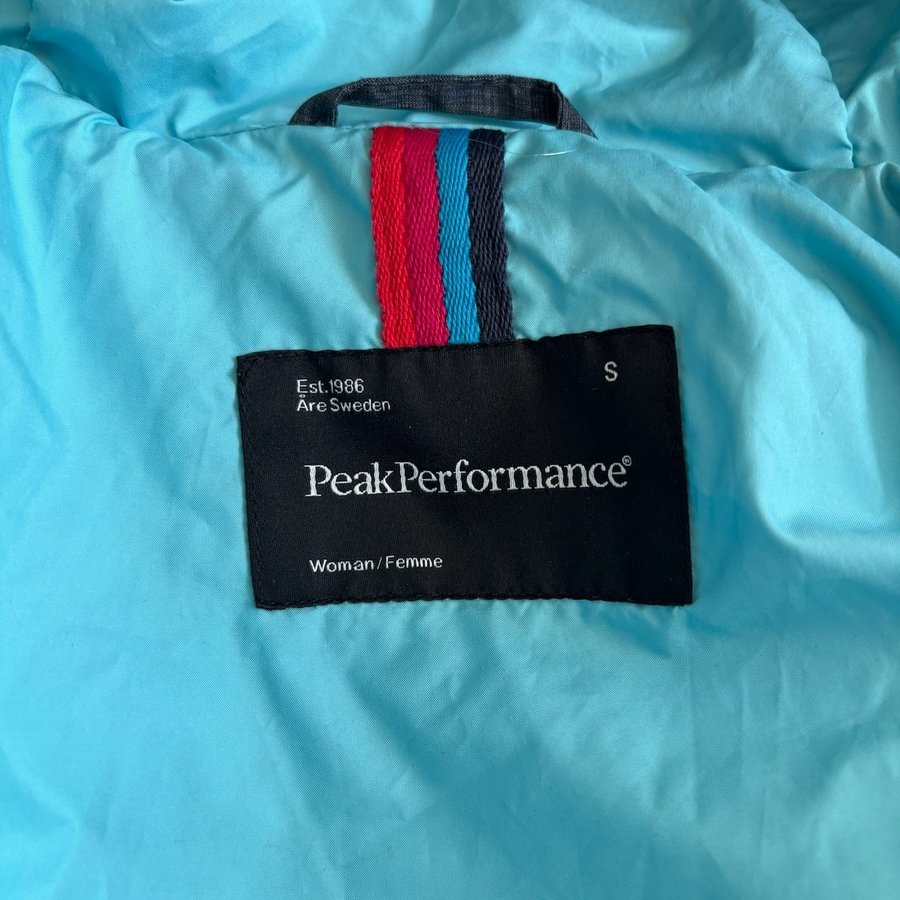 Est.1986
Åre Sweden
S
PeakPerformance®
Woman/Femme